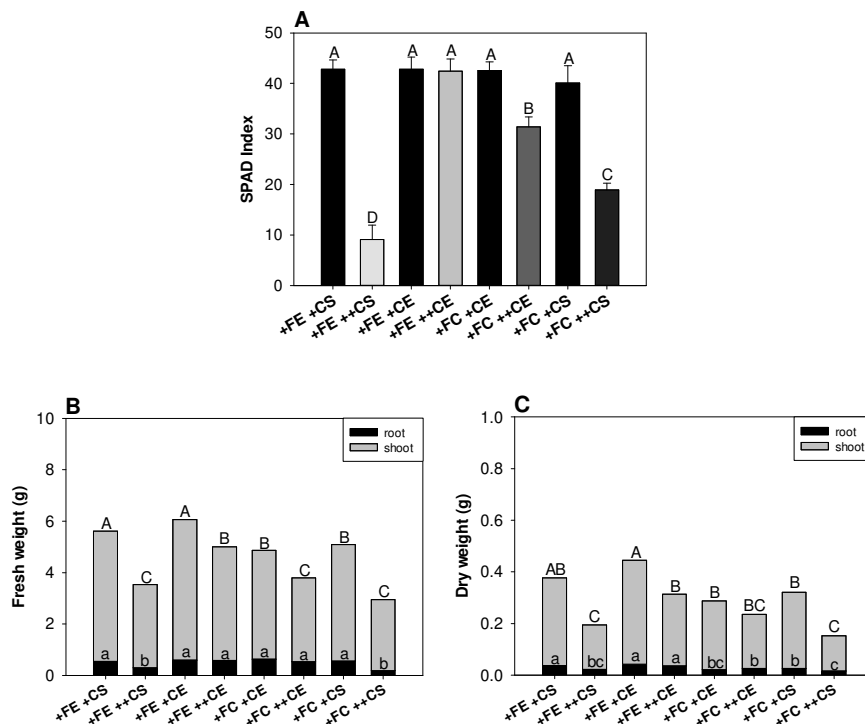 A
50
40
30
20
10
0
SPAD Index
A
D
A
A
A
B
A
C
+FE +CS
+FE ++CS
+FE +CE
+FE ++CE
+FC +CE
+FC ++CE
+FC +CS
+FC ++CS
B
10
8
6
4
2
0
Fresh weight (g)
root
shoot
A
C
A
B
B
C
B
C
a
b
a
a
a
a
a
b
+FE +CS
+FE ++CS
+FE +CE
+FE ++CE
+FC +CE
+FC ++CE
+FC +CS
+FC ++CS
C
1.0
0.8
0.6
0.4
0.2
0.0
Dry weight (g)
root
shoot
AB
C
A
B
B
BC
B
C
a
bc
a
a
bc
b
b
c
+FE +CS
+FE ++CS
+FE +CE
+FE ++CE
+FC +CE
+FC ++CE
+FC +CS
+FC ++CS